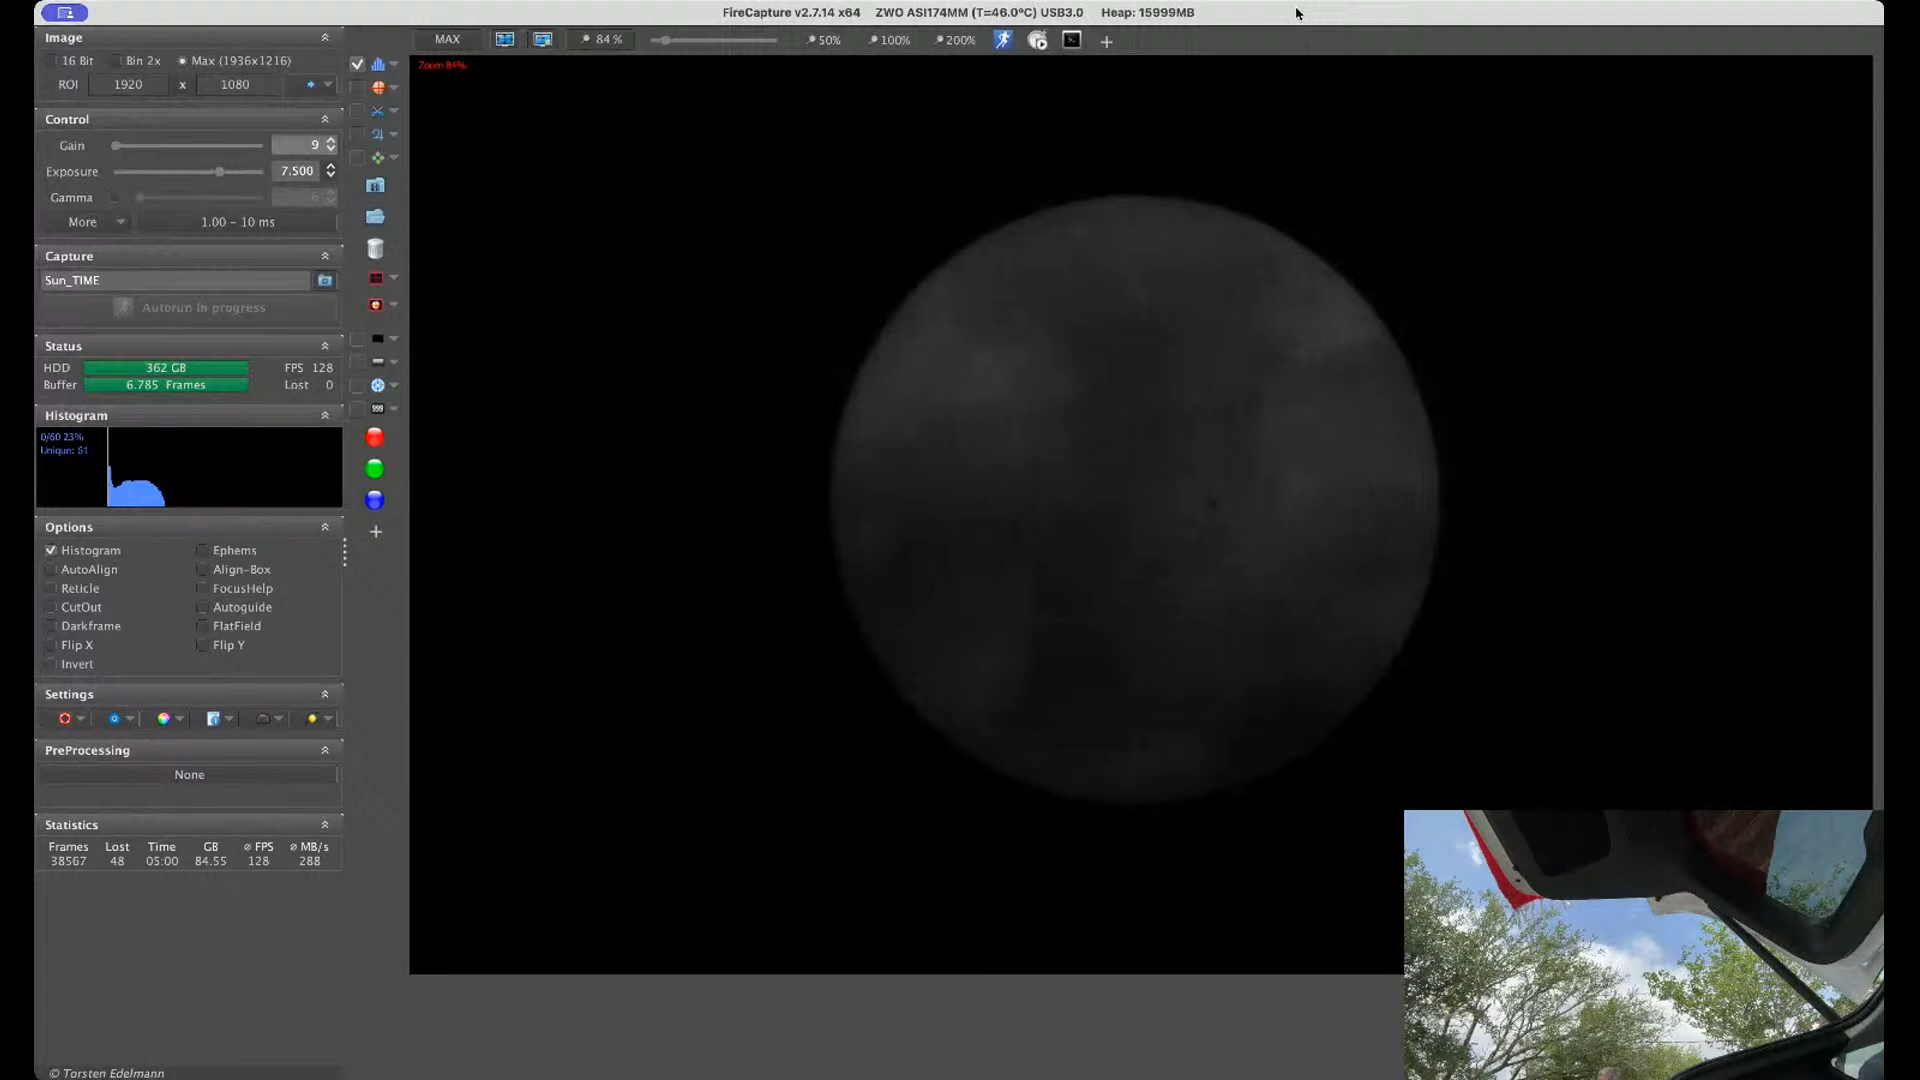 FireCapture v2.7.14 x64 ZWO ASI174MM (T=46.0°C) USB3.0 Heap: 15999MB
Image
MAX 84 % 50% 100% 200%
16 Bit Bin 2x Max (1936x1216)
Zoom 84%
ROI 1920 x 1080
Control
Gain 9
Exposure 7.500
Gamma
More 1.00 - 10 ms
Capture
Sun_TIME
Autorun in progress
Status
HDD 362 GB FPS 128
Buffer 6.785 Frames Lost 0
Histogram
0/60 23%
Unique: 61
Options
Histogram Ephems
AutoAlign Align-Box
Reticle FocusHelp
CutOut Autoguide
Darkframe FlatField
Flip X Flip Y
Invert
Settings
PreProcessing
None
Statistics
Frames Lost Time GB ø FPS ø MB/s
38567 48 05:00 84.55 128 288
© Torsten Edelmann